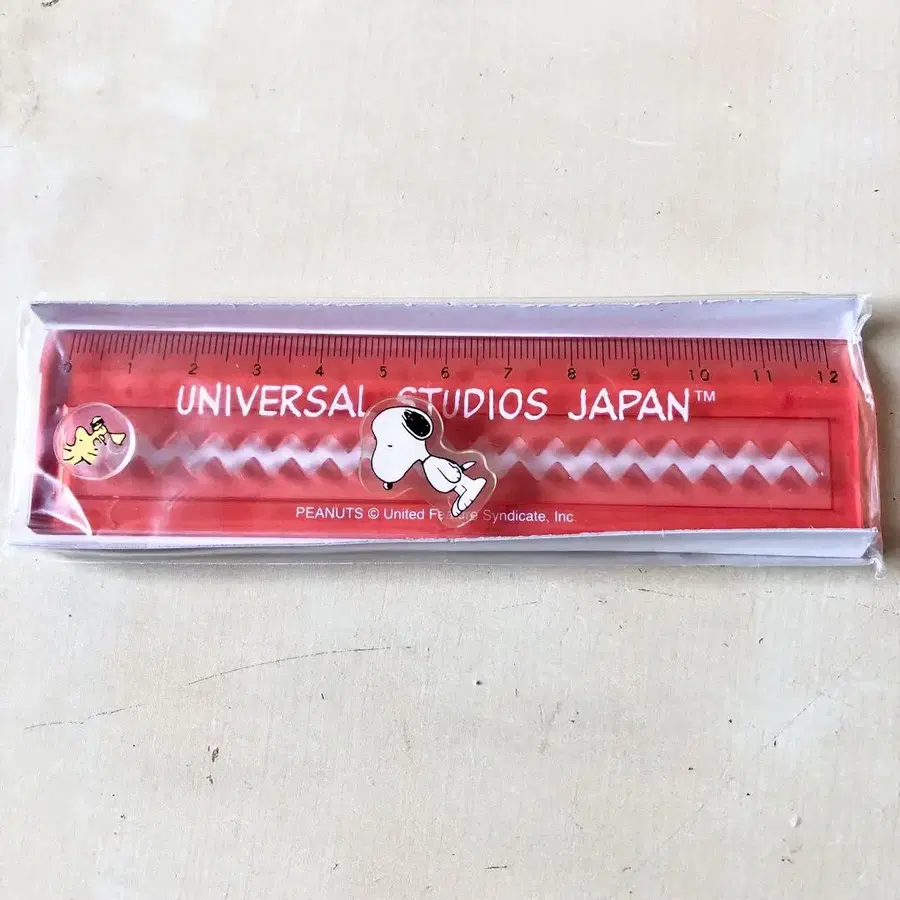 0 1 2 3 4 5 6 7 8 9 10 11 12
UNIVERSAL STUDIOS JAPAN™
PEANUTS © United Feature Syndicate, Inc.